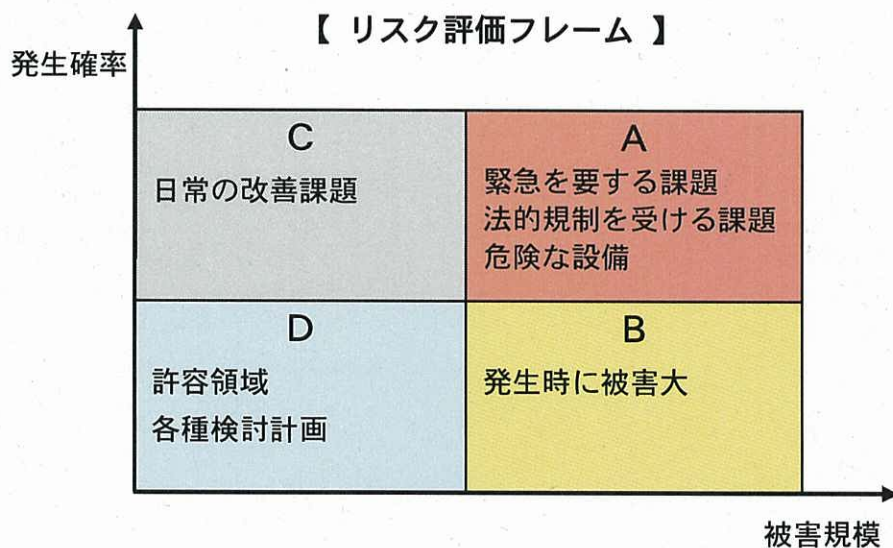 【 リスク評価フレーム 】
発生確率
C
日常の改善課題
A
緊急を要する課題
法的規制を受ける課題
危険な設備
D
許容領域
各種検討計画
B
発生時に被害大
被害規模